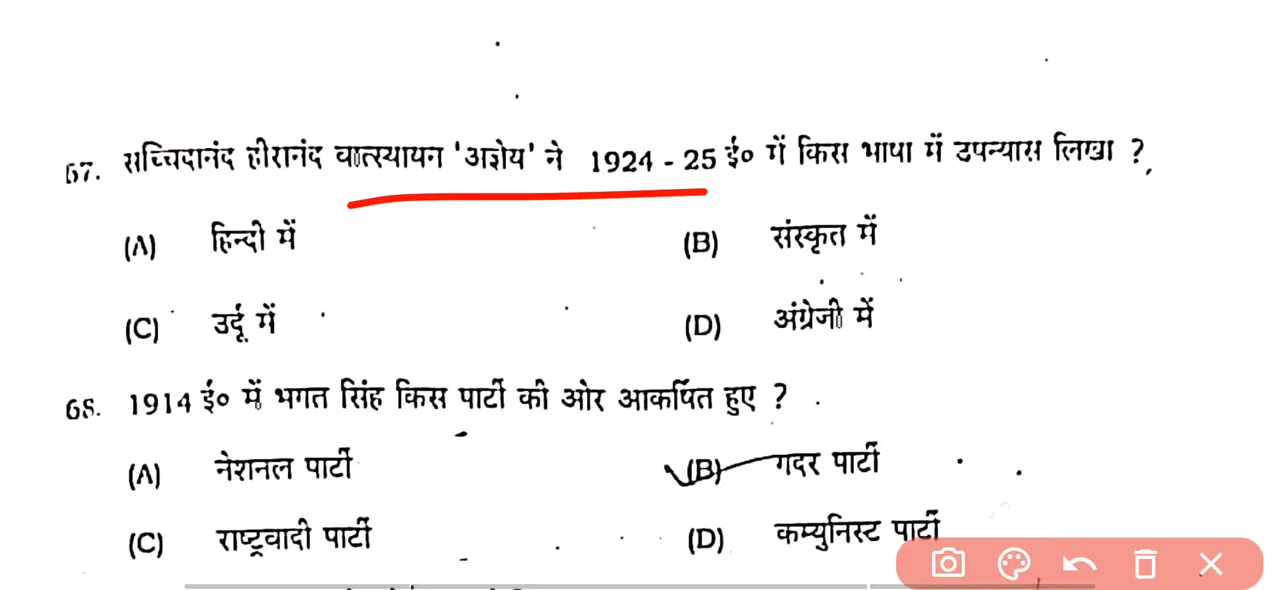 67. सच्चिदानंद हीरानंद वात्स्यायन 'अज्ञेय' ने 1924 - 25 ई० में किस भाषा में उपन्यास लिखा ?
(A) हिन्दी में (B) संस्कृत में
(C) उर्दू में (D) अंग्रेजी में
68. 1914 ई० में भगत सिंह किस पार्टी की ओर आकर्षित हुए ?
(A) नेशनल पार्टी (B) गदर पार्टी
(C) राष्ट्रवादी पार्टी (D) कम्युनिस्ट पार्टी